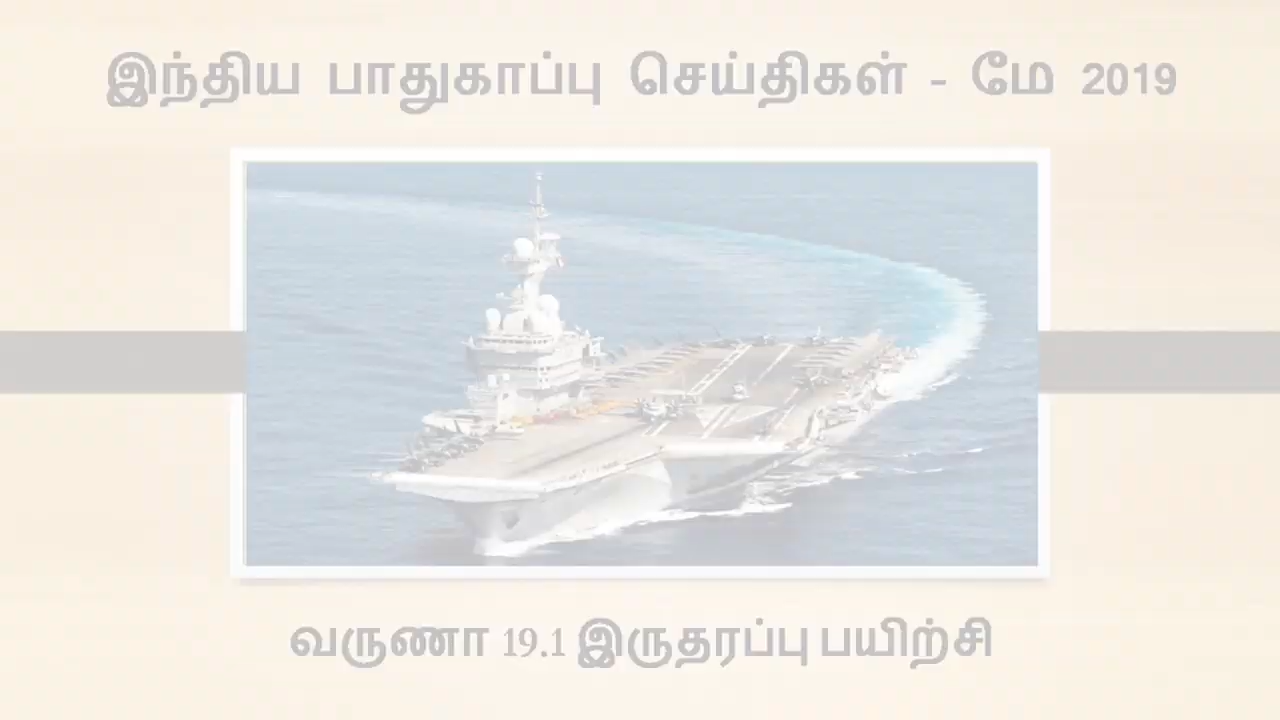 இந்திய பாதுகாப்பு செய்திகள் - மே 2019
வருணா 19.1 இருதரப்பு பயிற்சி